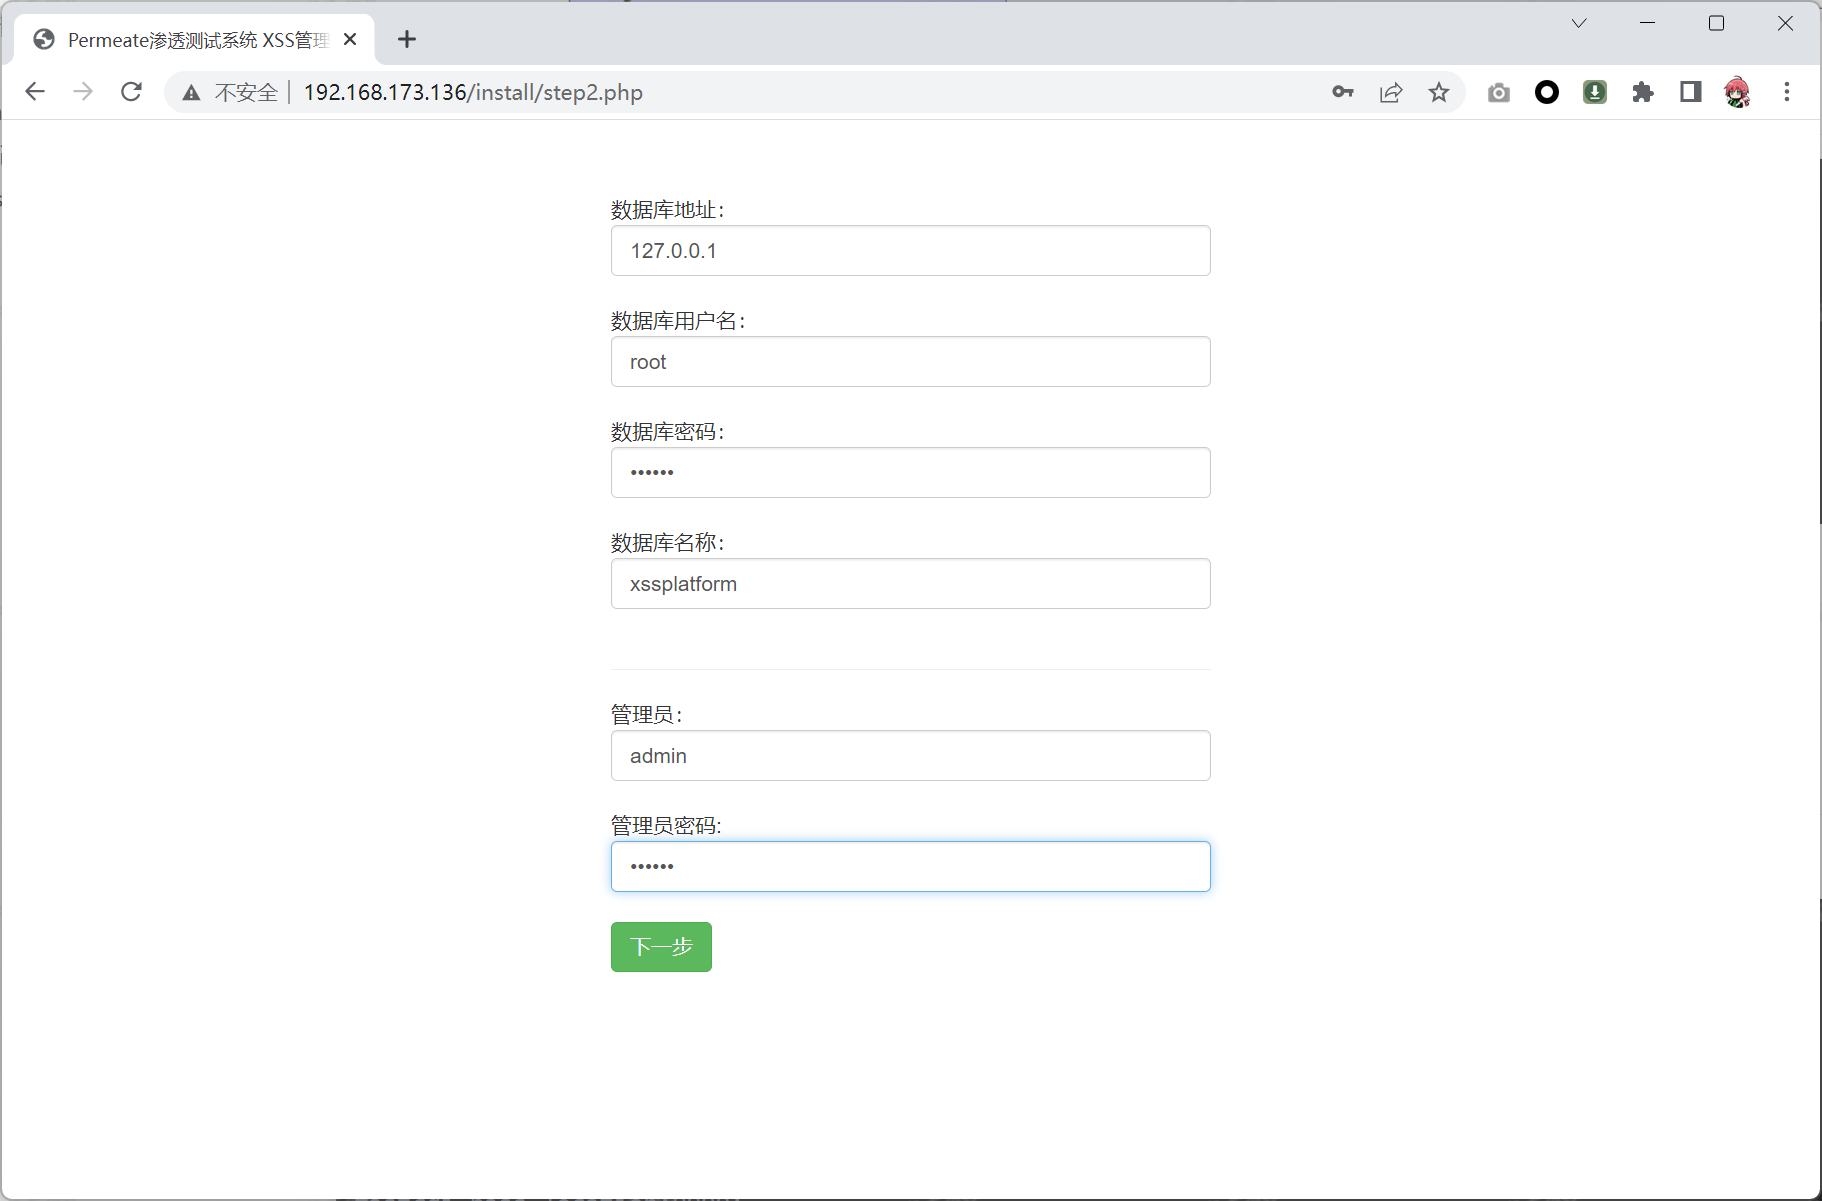 Permeate渗透测试系统 XSS管理
不安全 192.168.173.136/install/step2.php
数据库地址：
127.0.0.1
数据库用户名：
root
数据库密码：
••••••
数据库名称：
xssplatform
管理员：
admin
管理员密码:
••••••
下一步